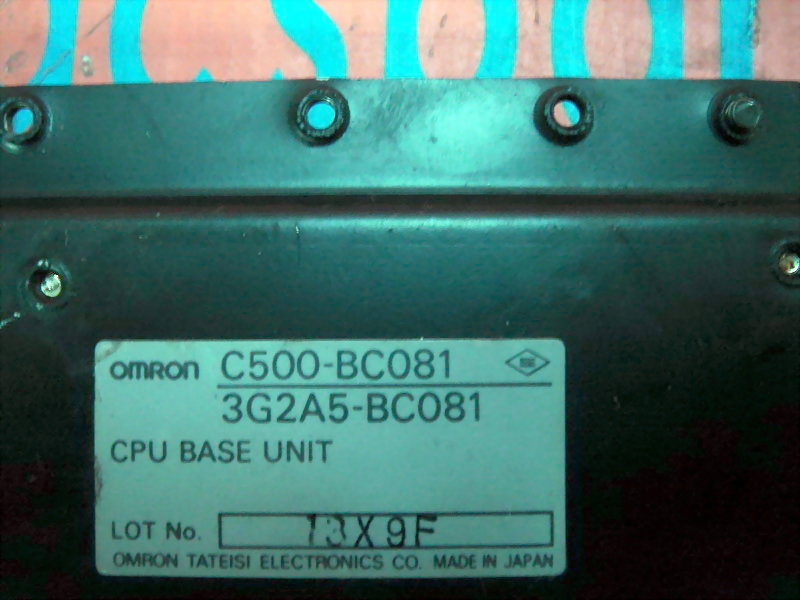 OMRON C500-BC081
3G2A5-BC081
CPU BASE UNIT
LOT No. 13X9F
OMRON TATEISI ELECTRONICS CO. MADE IN JAPAN